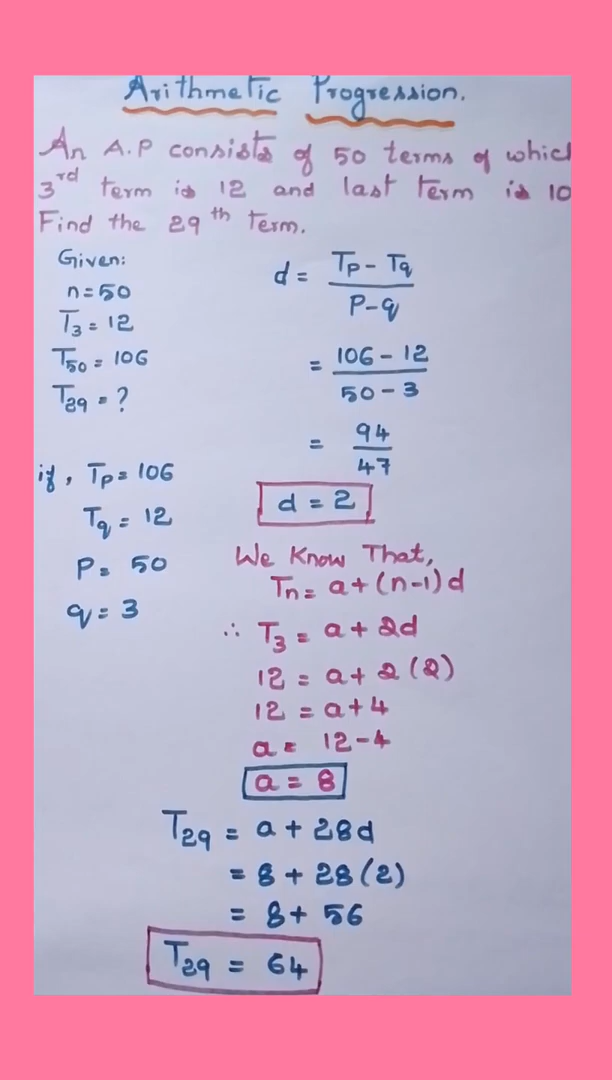 Arithmetic Progression.
An A.P consists of 50 terms of which
3rd term is 12 and last term is 10
Find the 29th Term.
Given:
n=50
T3 = 12
T50 = 106
T29 = ?
if, Tp = 106
Tq = 12
P = 50
q = 3
d = Tp - Tq / P-q
= 106 - 12 / 50 - 3
= 94 / 47
d = 2
We Know That,
Tn = a+(n-1)d
∴ T3 = a + 2d
12 = a+ 2(2)
12 = a+4
a = 12-4
a = 8
T29 = a + 28d
= 8 + 28(2)
= 8+ 56
T29 = 64